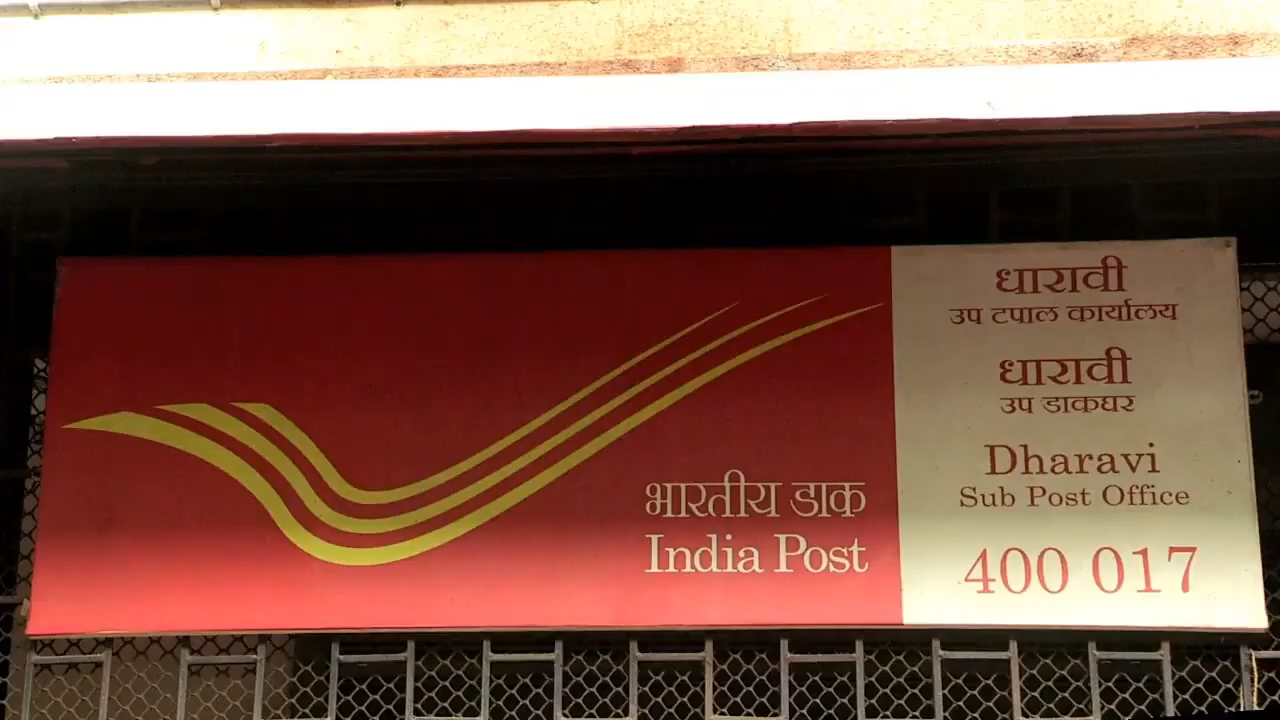 भारतीय डाक
India Post
धारावी
उप टपाल कार्यालय
धारावी
उप डाकघर
Dharavi
Sub Post Office
400 017